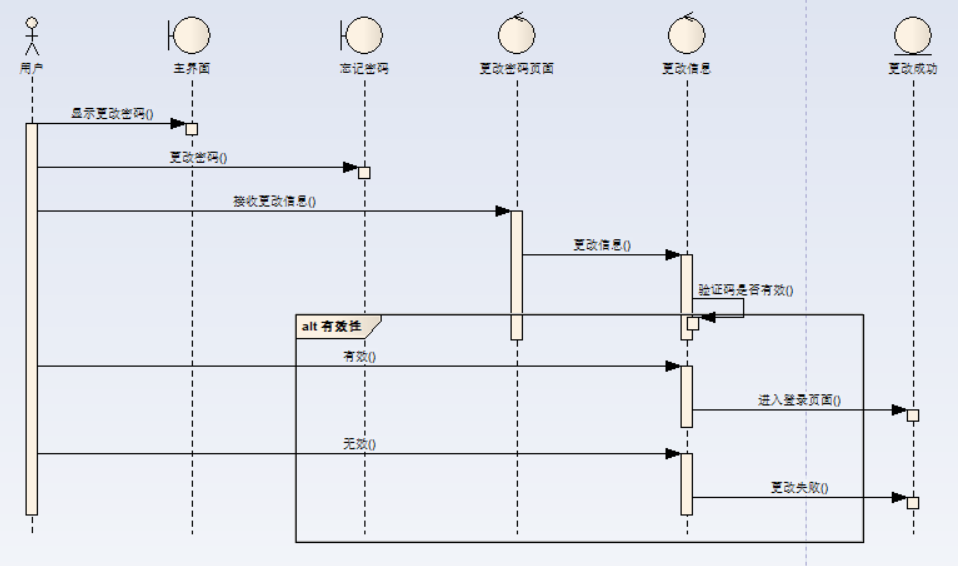 用户
主界面
忘记密码
更改密码页面
更改信息
更改成功
显示更改密码()
更改密码()
接收更改信息()
更改信息()
验证码是否有效()
alt 有效性
有效()
进入登录页面()
无效()
更改失败()